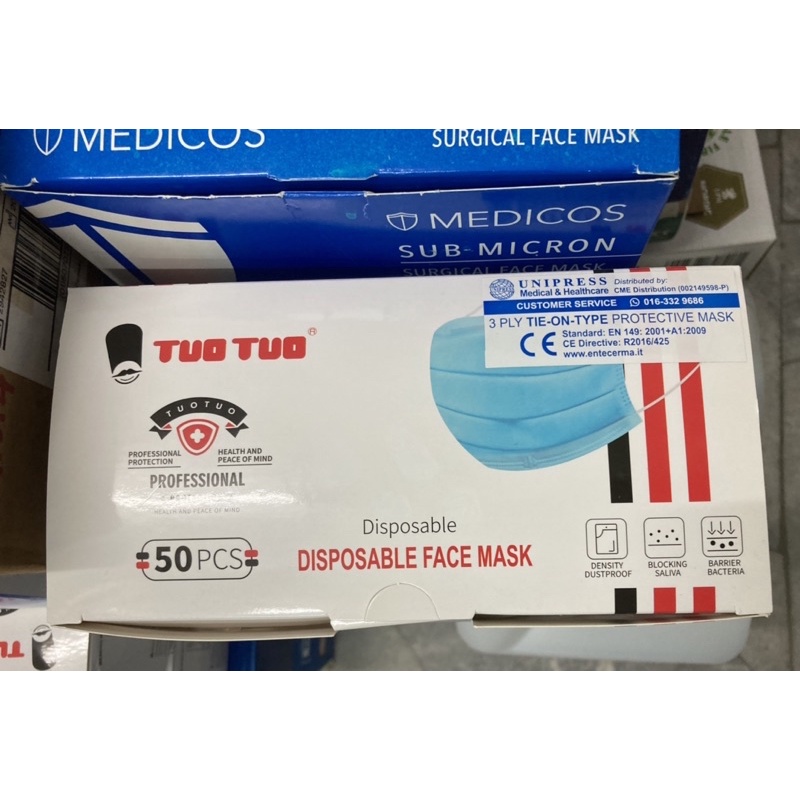 MEDICOS
SURGICAL FACE MASK
MEDICOS
SUB-MICRON
SURGICAL FACE MASK
TUO TUO ®
UNIPRESS
Medical & Healthcare
Distributed by:
CME Distribution (002149598-P)
CUSTOMER SERVICE 016-332 9686
3 PLY TIE-ON-TYPE PROTECTIVE MASK
CE
Standard: EN 149: 2001+A1:2009
CE Directive: R2016/425
www.entecerma.it
TUOTUO
PROFESSIONAL
PROTECTION
HEALTH AND
PEACE OF MIND
PROFESSIONAL
HEALTH AND PEACE OF MIND
50 PCS
Disposable
DISPOSABLE FACE MASK
DENSITY
DUSTPROOF
BLOCKING
SALIVA
BARRIER
BACTERIA